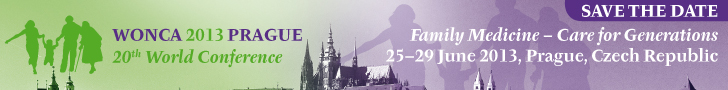 SAVE THE DATE
WONCA 2013 PRAGUE
20th World Conference
Family Medicine – Care for Generations
25–29 June 2013, Prague, Czech Republic